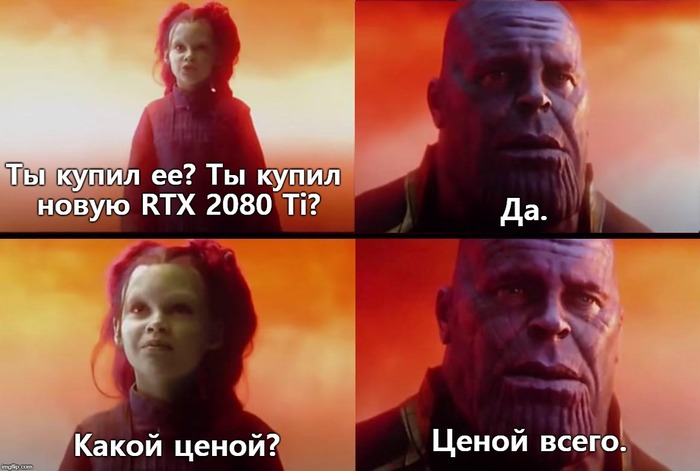 Ты купил ее? Ты купил
новую RTX 2080 Ti?
Да.
Какой ценой?
Ценой всего.
imgflip.com